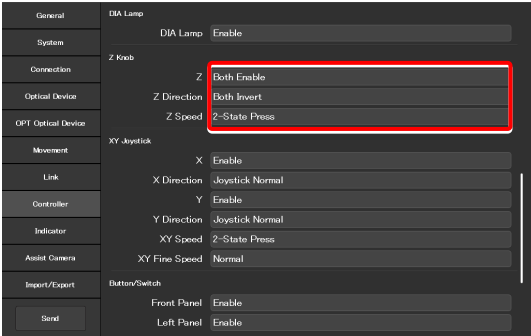 General
System
Connection
Optical Device
OPT Optical Device
Movement
Link
Controller
Indicator
Assist Camera
Import/Export
Send
DIA Lamp
DIA Lamp Enable
Z Knob
Z Both Enable
Z Direction Both Invert
Z Speed 2-State Press
XY Joystick
X Enable
X Direction Joystick Normal
Y Enable
Y Direction Joystick Normal
XY Speed 2-State Press
XY Fine Speed Normal
Button/Switch
Front Panel Enable
Left Panel Enable